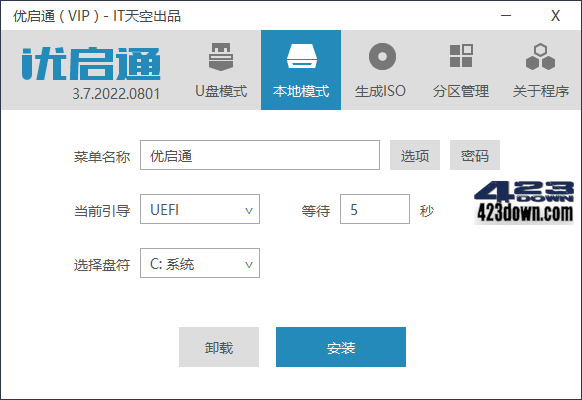 优启通 ( VIP ) - IT天空出品
优启通
3.7.2022.0801
U盘模式
本地模式
生成ISO
分区管理
关于程序
菜单名称 优启通 选项 密码
当前引导 UEFI 等待 5 秒
423
DOWN
423down.com
选择盘符 C: 系统
卸载 安装